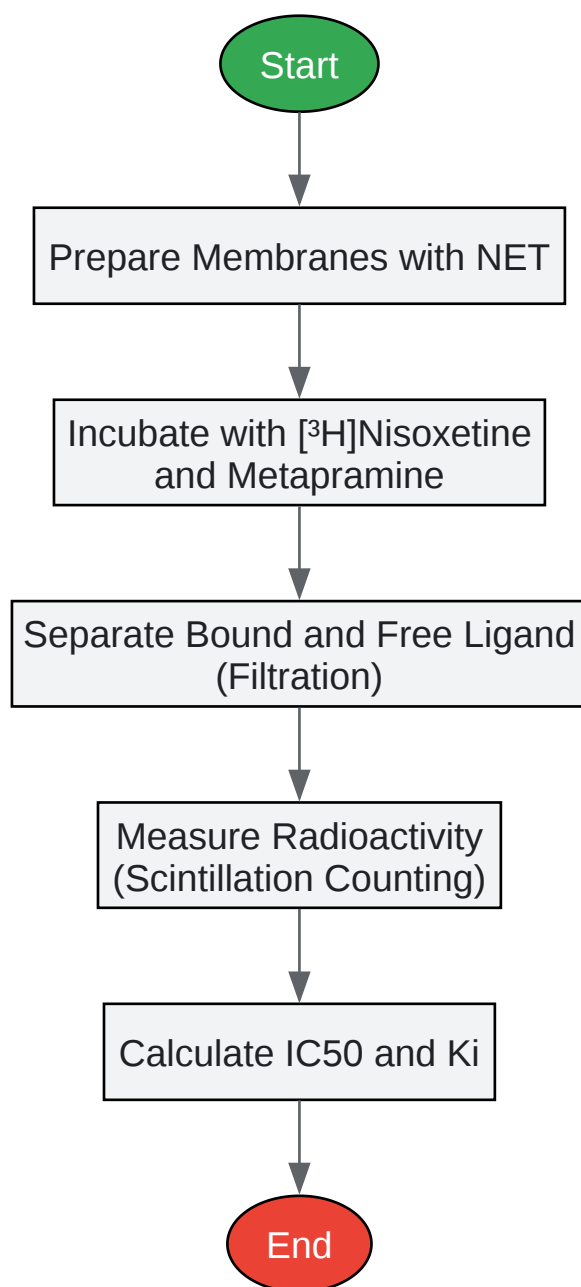 Start
Prepare Membranes with NET
Incubate with [³H]Nisoxetine
and Metapramine
Separate Bound and Free Ligand
(Filtration)
Measure Radioactivity
(Scintillation Counting)
Calculate IC50 and Ki
End